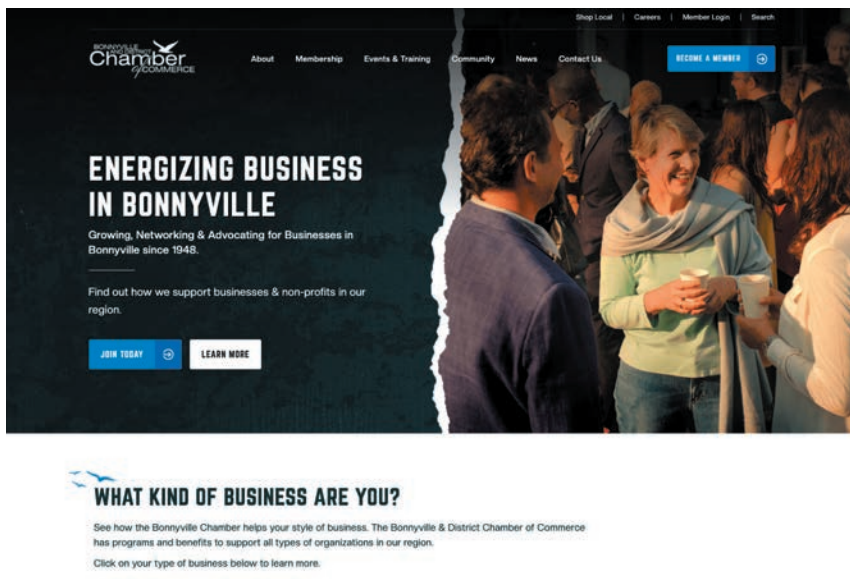 Shop Local | Careers | Member Login | Search
BONNYVILLE
AND DISTRICT
Chamber
of COMMERCE
About Membership Events & Training Community News Contact Us
BECOME A MEMBER
ENERGIZING BUSINESS
IN BONNYVILLE
Growing, Networking & Advocating for Businesses in
Bonnyville since 1948.
Find out how we support businesses & non-profits in our
region.
JOIN TODAY LEARN MORE
WHAT KIND OF BUSINESS ARE YOU?
See how the Bonnyville Chamber helps your style of business. The Bonnyville & District Chamber of Commerce
has programs and benefits to support all types of organizations in our region.
Click on your type of business below to learn more.